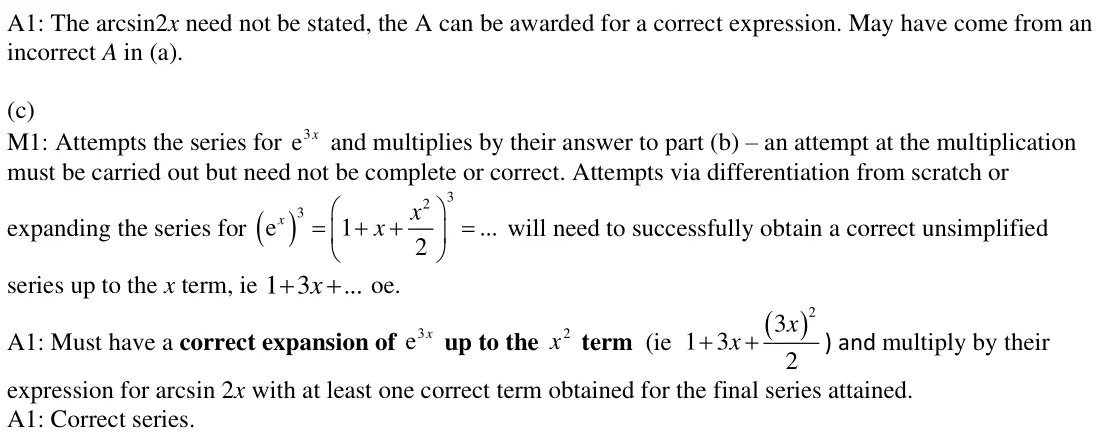 A1: The arcsin2x need not be stated, the A can be awarded for a correct expression. May have come from an
incorrect A in (a).
(c)
M1: Attempts the series for e^{3x} and multiplies by their answer to part (b) – an attempt at the multiplication
must be carried out but need not be complete or correct. Attempts via differentiation from scratch or
expanding the series for (e^x)^3 = (1+x+\frac{x^2}{2})^3 = ... will need to successfully obtain a correct unsimplified
series up to the x term, ie 1+3x+... oe.
A1: Must have a correct expansion of e^{3x} up to the x^2 term (ie 1+3x+\frac{(3x)^2}{2}) and multiply by their
expression for arcsin 2x with at least one correct term obtained for the final series attained.
A1: Correct series.